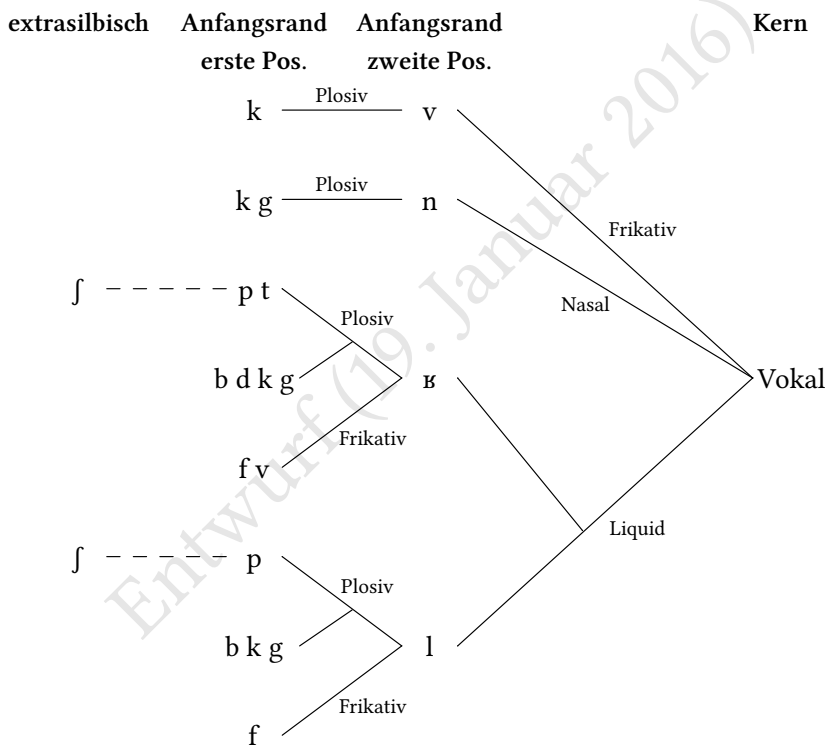 extrasilbisch Anfangsrand Anfangsrand Kern
erste Pos. zweite Pos.
k Plosiv v
k g Plosiv n
Frikativ
ʃ p t
Nasal
Plosiv
b d k g ʁ Vokal
Frikativ
f v
Liquid
ʃ p
Plosiv
b k g l
Frikativ
f
Entwurf (19. Januar 2016)